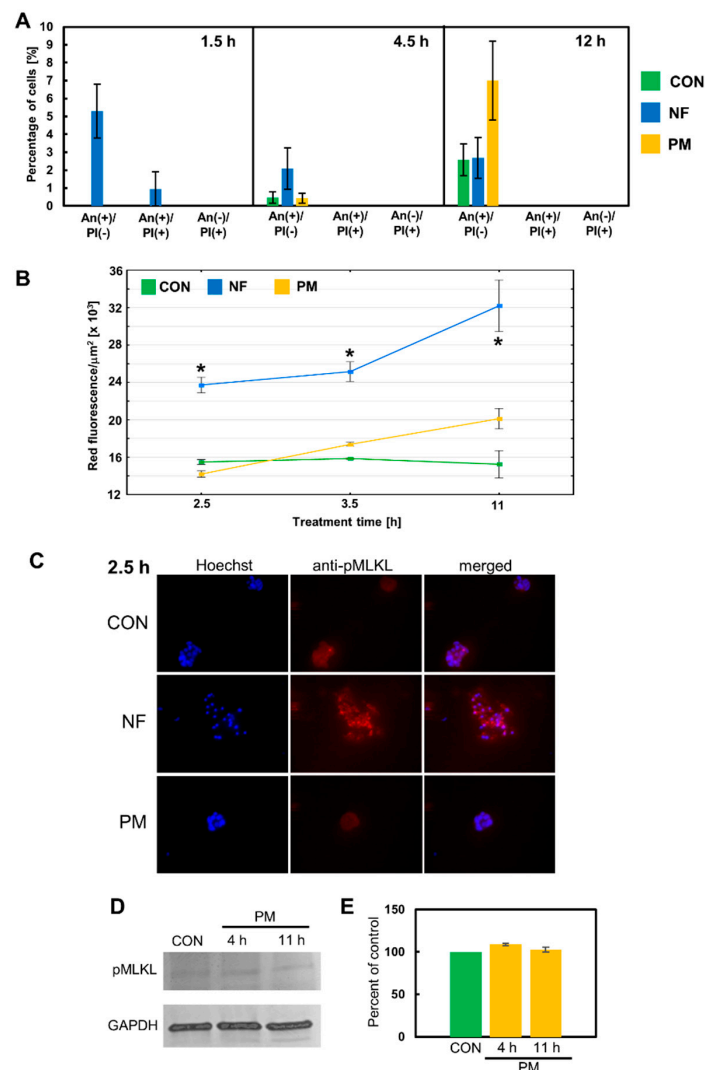 A
10
9
8
7
6
5
4
3
2
1
0
Percentage of cells [%]
1.5 h
4.5 h
12 h
An(+)/ PI(-)
An(+)/ PI(+)
An(-)/ PI(+)
An(+)/ PI(-)
An(+)/ PI(+)
An(-)/ PI(+)
An(+)/ PI(-)
An(+)/ PI(+)
An(-)/ PI(+)
CON
NF
PM
B
36
32
28
24
20
16
12
Red fluorescence/µm² [x 10³]
CON NF PM
* * *
2.5 3.5 11
Treatment time [h]
C
2.5 h Hoechst anti-pMLKL merged
CON
NF
PM
D
PM
CON 4 h 11 h
pMLKL
GAPDH
E
150
100
50
0
Percent of control
CON 4 h 11 h
PM